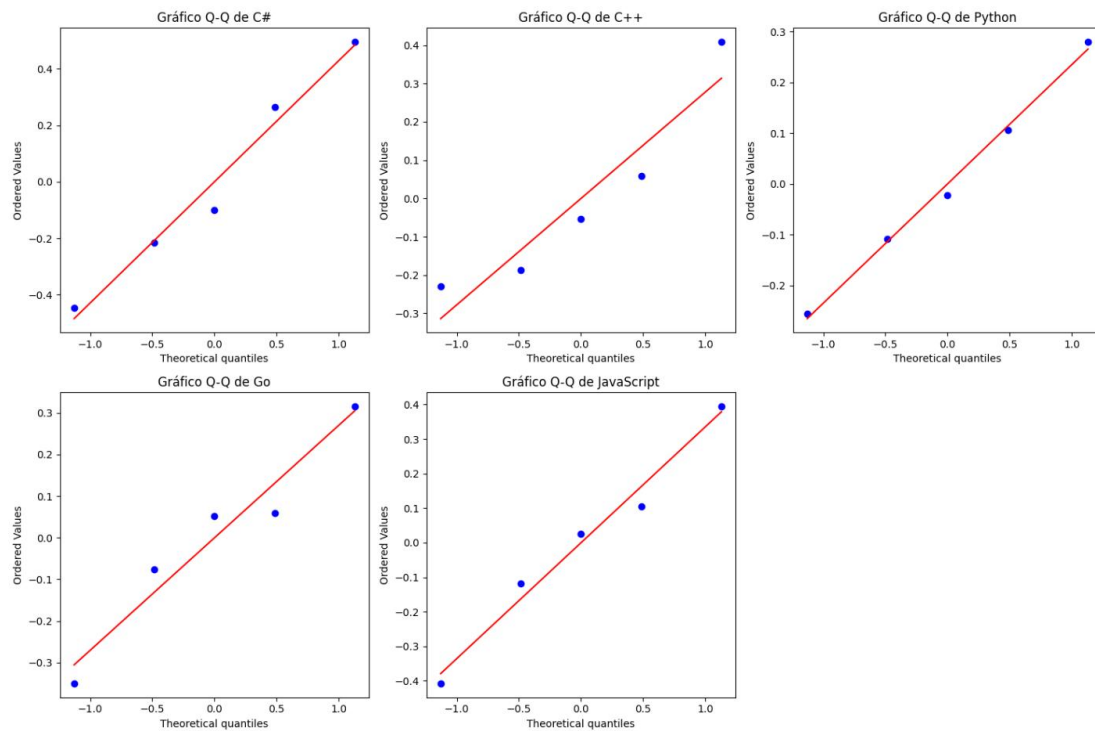 Gráfico Q-Q de C#
0.4
0.2
0.0
−0.2
−0.4
Ordered Values
−1.0 −0.5 0.0 0.5 1.0
Theoretical quantiles
Gráfico Q-Q de C++
0.4
0.3
0.2
0.1
0.0
−0.1
−0.2
−0.3
Ordered Values
−1.0 −0.5 0.0 0.5 1.0
Theoretical quantiles
Gráfico Q-Q de Python
0.3
0.2
0.1
0.0
−0.1
−0.2
Ordered Values
−1.0 −0.5 0.0 0.5 1.0
Theoretical quantiles
Gráfico Q-Q de Go
0.3
0.2
0.1
0.0
−0.1
−0.2
−0.3
Ordered Values
−1.0 −0.5 0.0 0.5 1.0
Theoretical quantiles
Gráfico Q-Q de JavaScript
0.4
0.3
0.2
0.1
0.0
−0.1
−0.2
−0.3
−0.4
Ordered Values
−1.0 −0.5 0.0 0.5 1.0
Theoretical quantiles